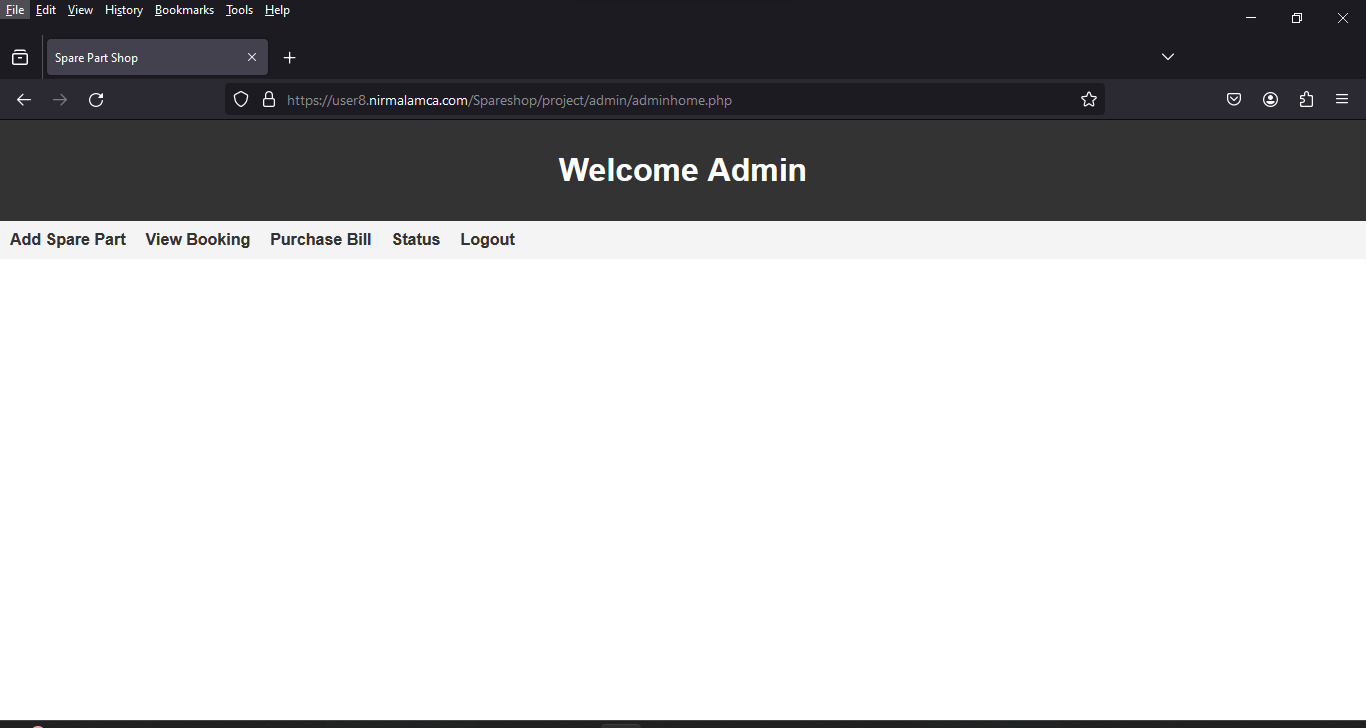 File Edit View History Bookmarks Tools Help
Spare Part Shop
https://user8.nirmalamca.com/Spareshop/project/admin/adminhome.php
Welcome Admin
Add Spare Part View Booking Purchase Bill Status Logout